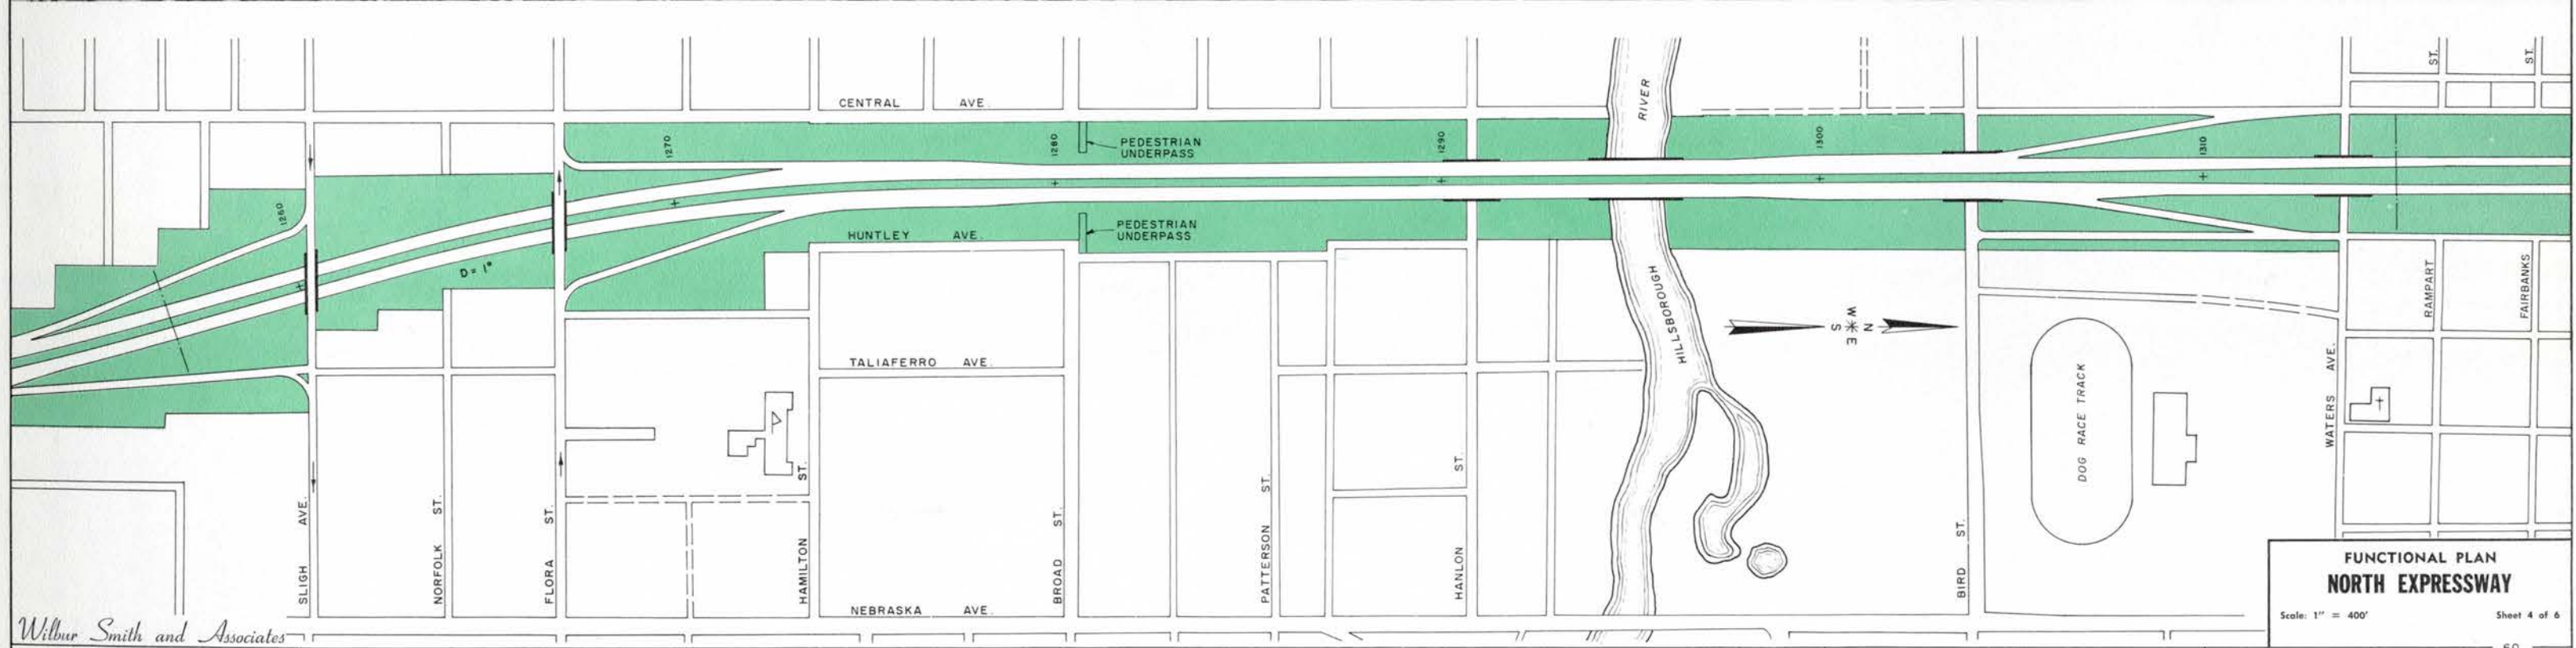 CENTRAL AVE.
RIVER
ST.
ST.
1260
1270
1280
PEDESTRIAN
UNDERPASS
1290
1300
1310
D = 1°
HUNTLEY AVE.
PEDESTRIAN
UNDERPASS
HILLSBOROUGH
W
S N
E
RAMPART
FAIRBANKS
TALIAFERRO AVE.
DOG RACE TRACK
WATERS AVE.
SLIGH AVE.
NORFOLK ST.
FLORA ST.
HAMILTON ST.
BROAD ST.
PATTERSON ST.
HANLON ST.
BIRD ST.
NEBRASKA AVE.
Wilbur Smith and Associates
FUNCTIONAL PLAN
NORTH EXPRESSWAY
Scale: 1" = 400' Sheet 4 of 6